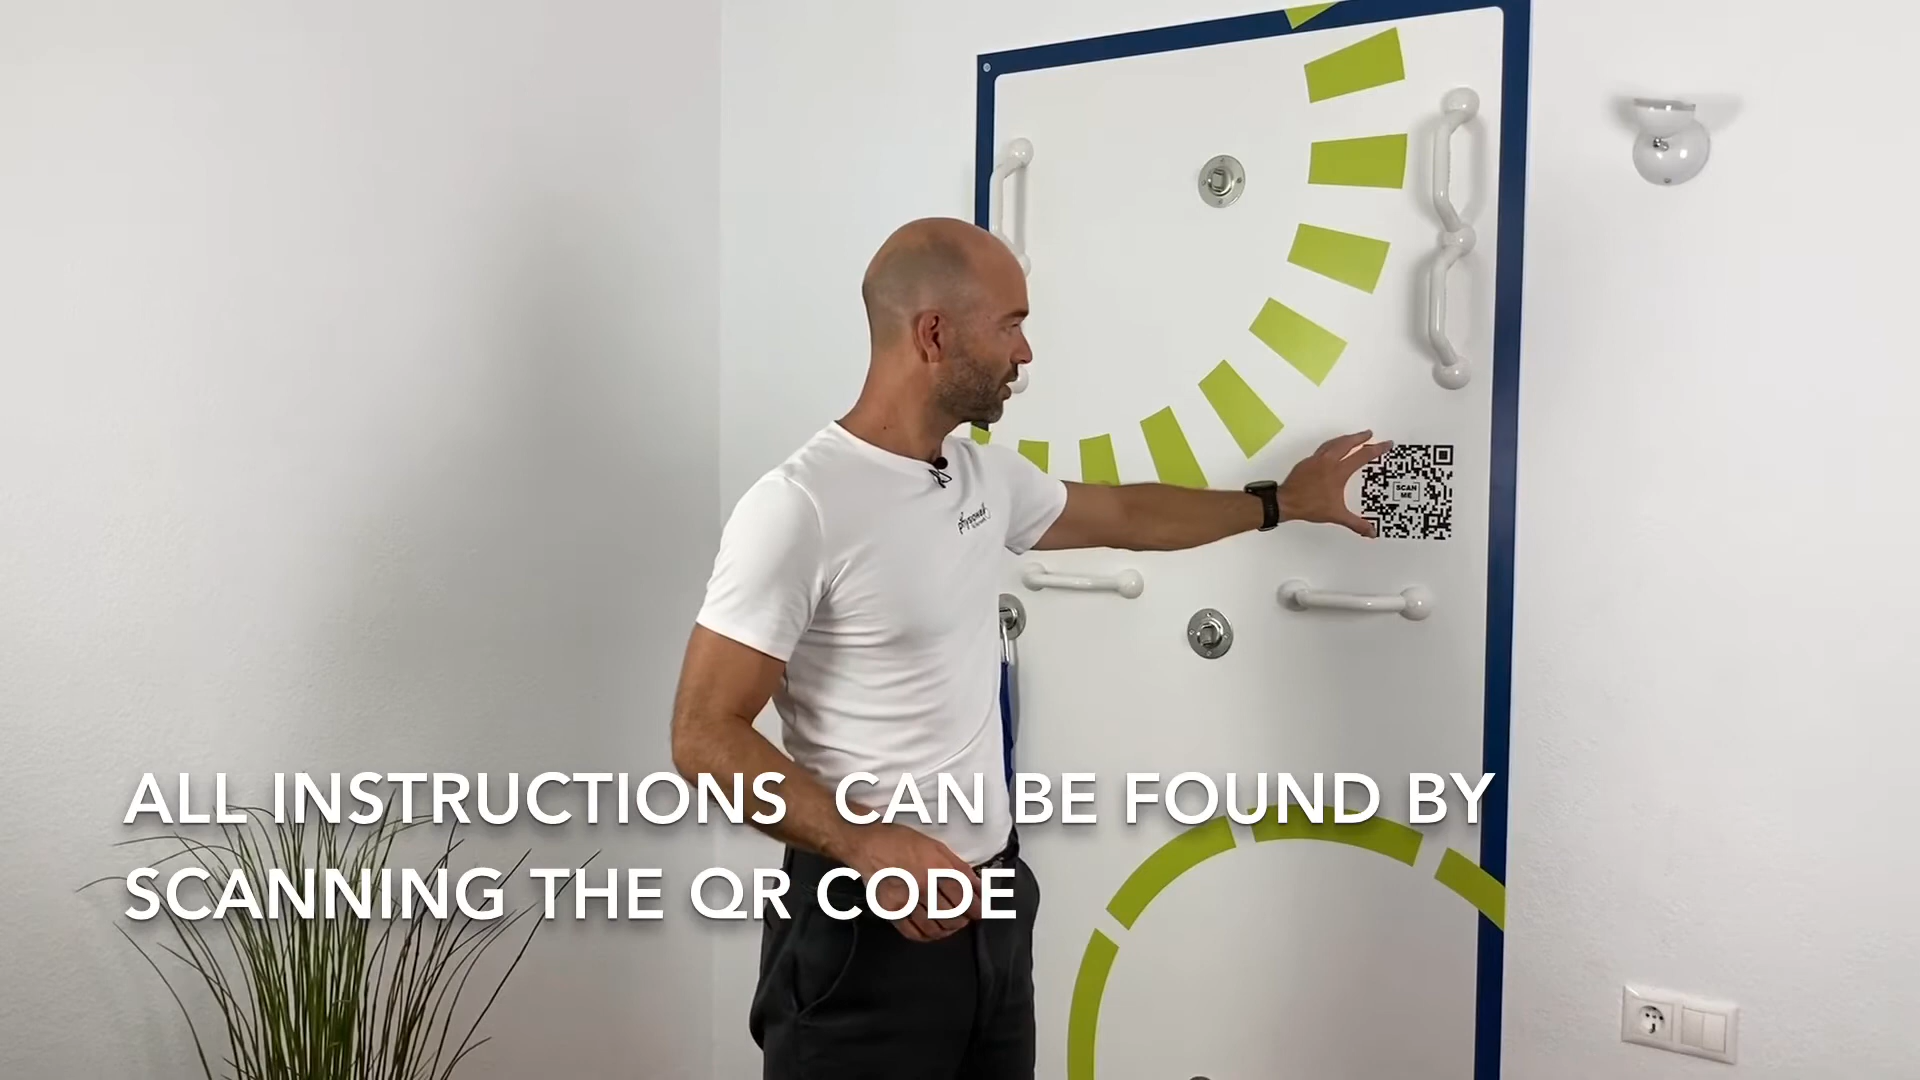 SCAN
ME
ALL INSTRUCTIONS  CAN BE FOUND BY
SCANNING THE QR CODE